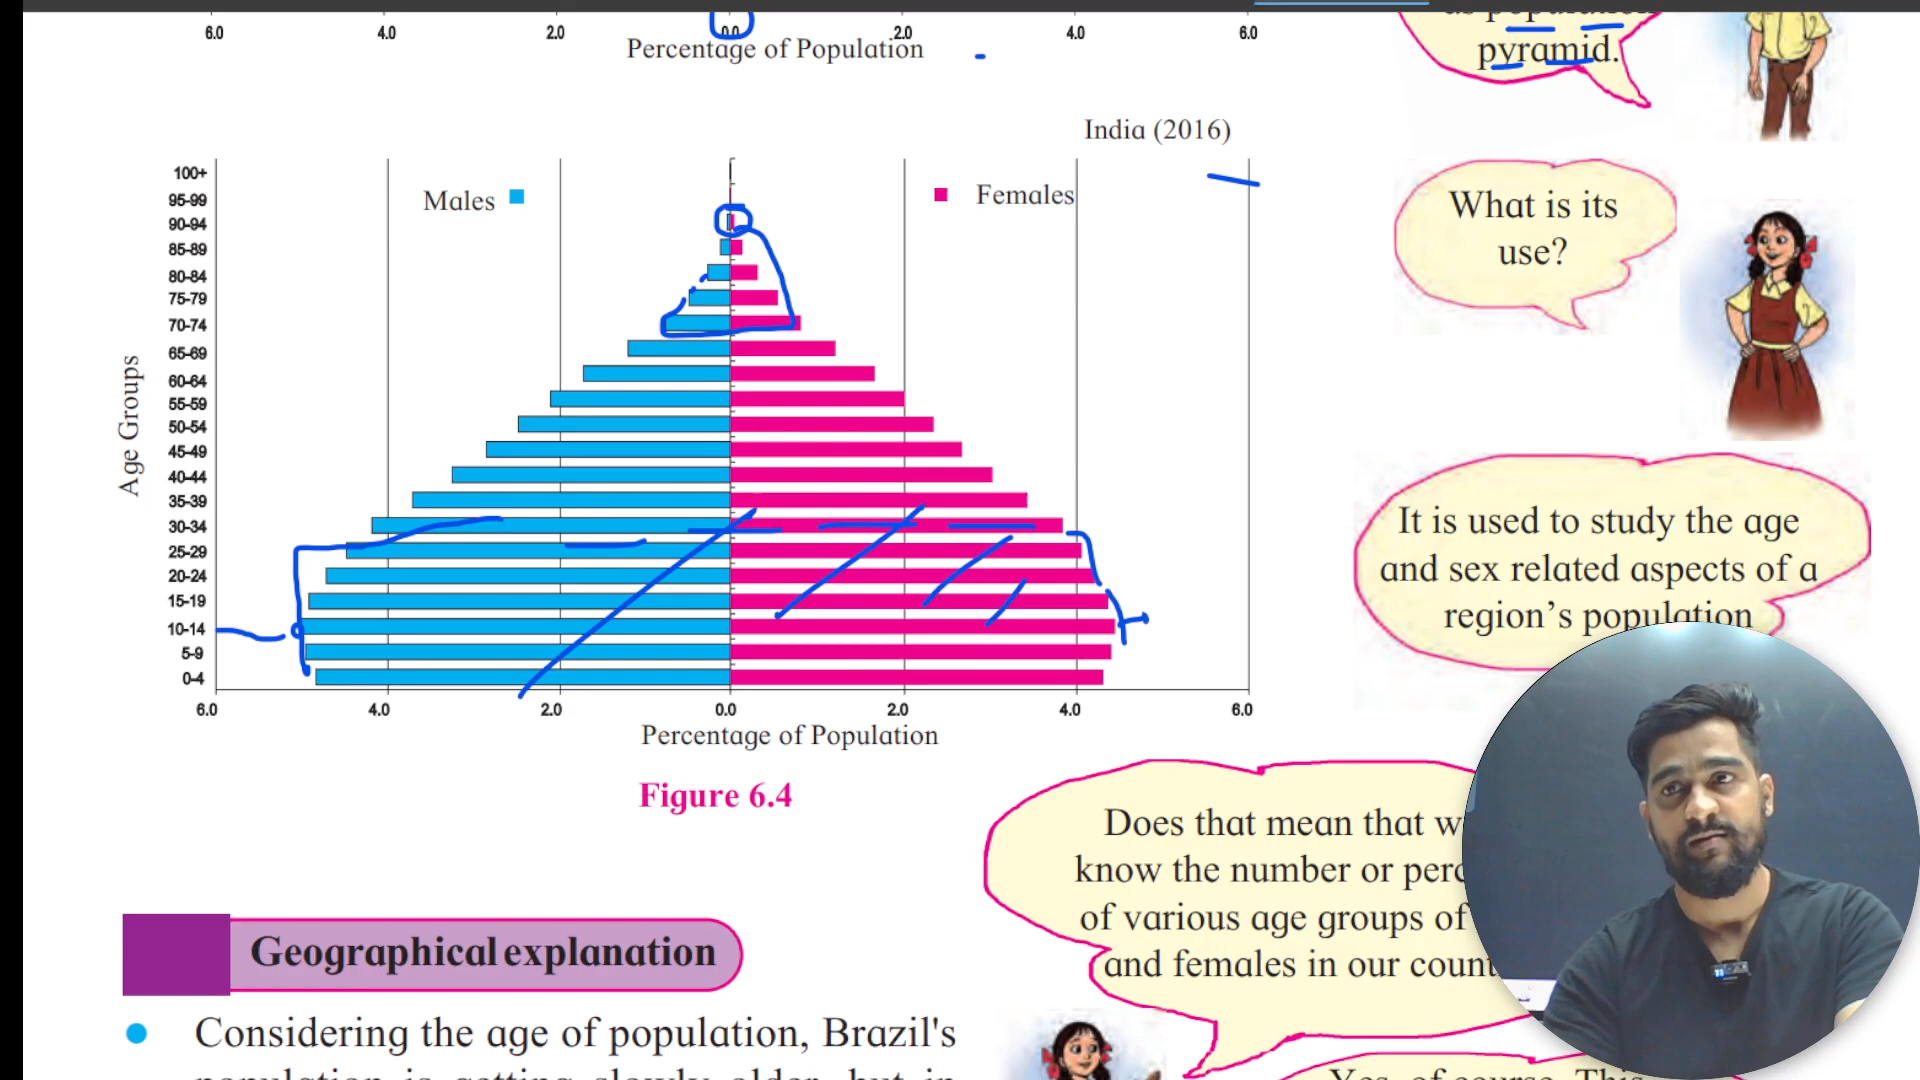 6.0 4.0 2.0 0.0 2.0 4.0 6.0
Percentage of Population
pyramid.
India (2016)
Males
Females
100+
95-99
90-94
85-89
80-84
75-79
70-74
65-69
60-64
55-59
50-54
45-49
40-44
35-39
30-34
25-29
20-24
15-19
10-14
5-9
0-4
Age Groups
6.0 4.0 2.0 0.0 2.0 4.0 6.0
Percentage of Population
Figure 6.4
What is its
use?
It is used to study the age
and sex related aspects of a
region’s population
Does that mean that
know the number or
of various age groups of
and females in our
Geographical explanation
Considering the age of population, Brazil's
Yes, of course. This